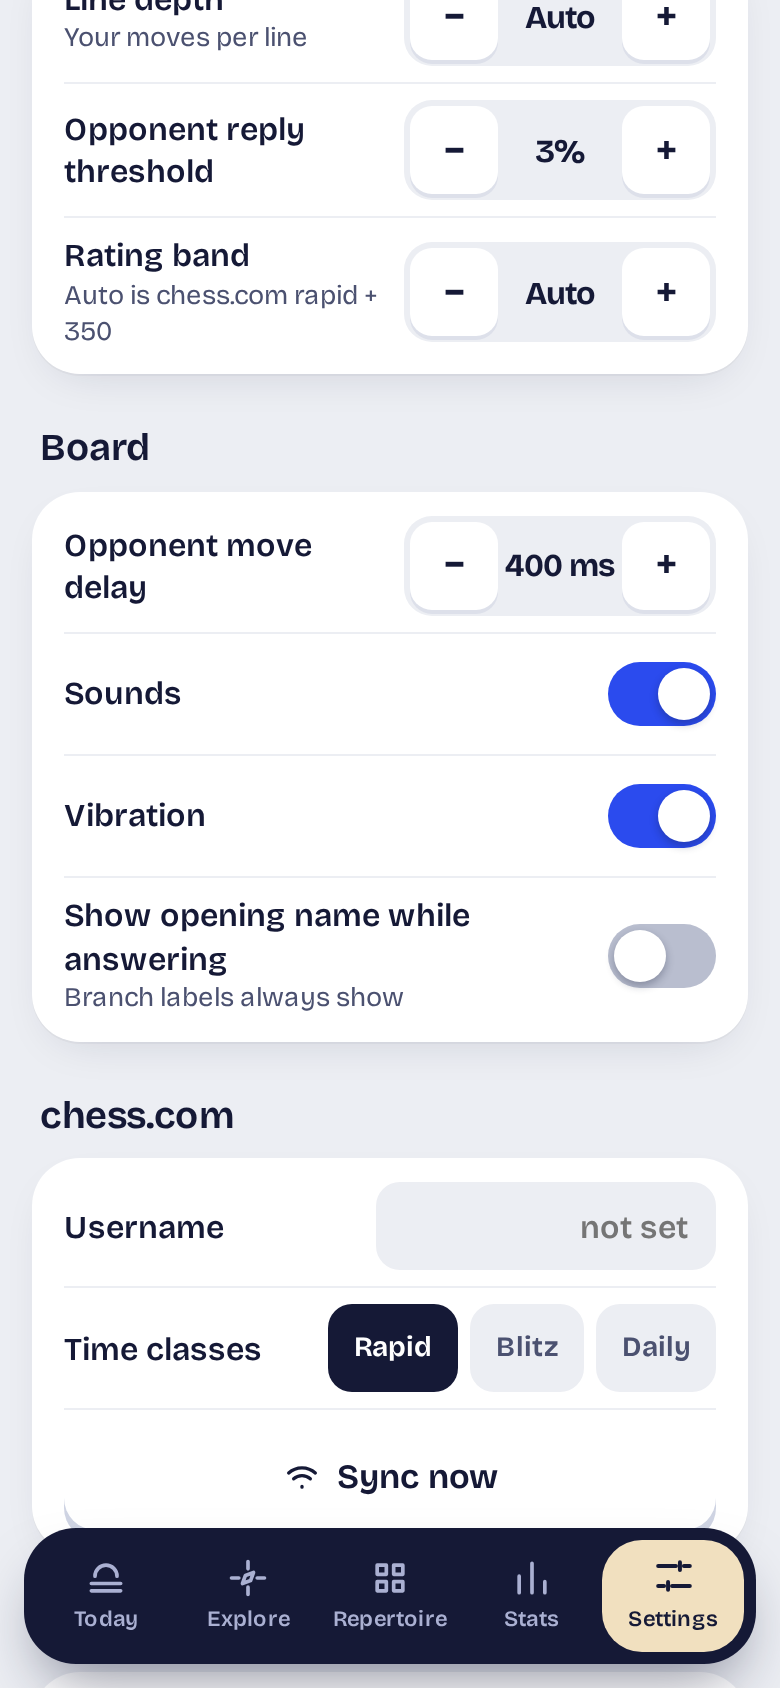 Line depth
Your moves per line
− Auto +
Opponent reply
threshold
− 3% +
Rating band
Auto is chess.com rapid +
350
− Auto +
Board
Opponent move
delay
− 400 ms +
Sounds
Vibration
Show opening name while
answering
Branch labels always show
chess.com
Username
not set
Time classes
Rapid Blitz Daily
Sync now
Today Explore Repertoire Stats Settings